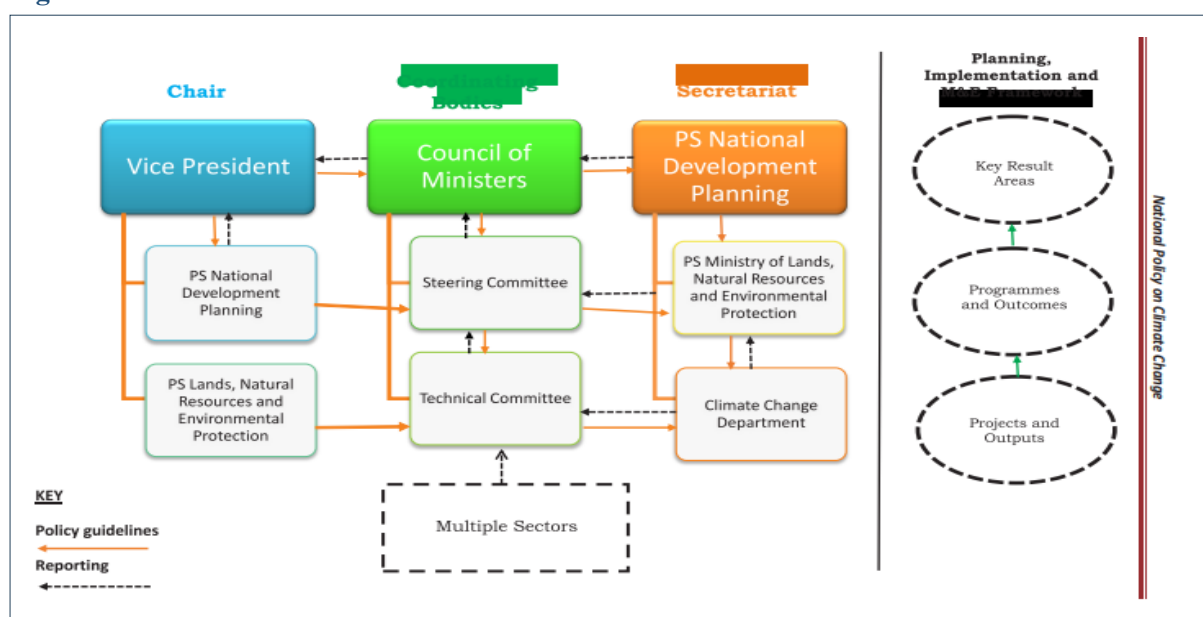 Chair
Coordinating
Bodies
Secretariat
Planning,
Implementation and
M&E Framework
Vice President
Council of
Ministers
PS National
Development
Planning
Key Result
Areas
PS National
Development
Planning
Steering Committee
PS Ministry of Lands,
Natural Resources
and Environmental
Protection
Programmes
and Outcomes
PS Lands, Natural
Resources and
Environmental
Protection
Technical Committee
Climate Change
Department
Projects and
Outputs
Multiple Sectors
KEY
Policy guidelines
Reporting
National Policy on Climate Change